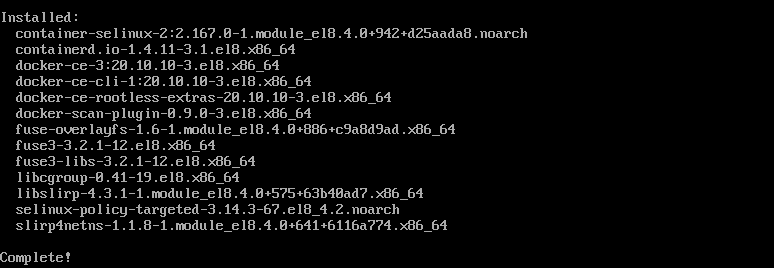 Installed:
container-selinux-2:2.167.0-1.module_el8.4.0+942+d25aada8.noarch
containerd.io-1.4.11-3.1.el8.x86_64
docker-ce-3:20.10.10-3.el8.x86_64
docker-ce-cli-1:20.10.10-3.el8.x86_64
docker-ce-rootless-extras-20.10.10-3.el8.x86_64
docker-scan-plugin-0.9.0-3.el8.x86_64
fuse-overlayfs-1.6-1.module_el8.4.0+886+c9a8d9ad.x86_64
fuse3-3.2.1-12.el8.x86_64
fuse3-libs-3.2.1-12.el8.x86_64
libcgroup-0.41-19.el8.x86_64
libslirp-4.3.1-1.module_el8.4.0+575+63b40ad7.x86_64
selinux-policy-targeted-3.14.3-67.el8_4.2.noarch
slirp4netns-1.1.8-1.module_el8.4.0+641+6116a774.x86_64
Complete!